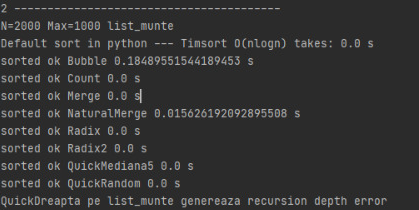 2 --------------------------------------
N=2000 Max=1000 list_munte
Default sort in python --- Timsort O(nlogn) takes: 0.0 s
sorted ok Bubble 0.18489551544189453 s
sorted ok Count 0.0 s
sorted ok Merge 0.0 s
sorted ok NaturalMerge 0.015626192092895508 s
sorted ok Radix 0.0 s
sorted ok Radix2 0.0 s
sorted ok QuickMediana5 0.0 s
sorted ok QuickRandom 0.0 s
QuickDreapta pe list_munte genereaza recursion depth error